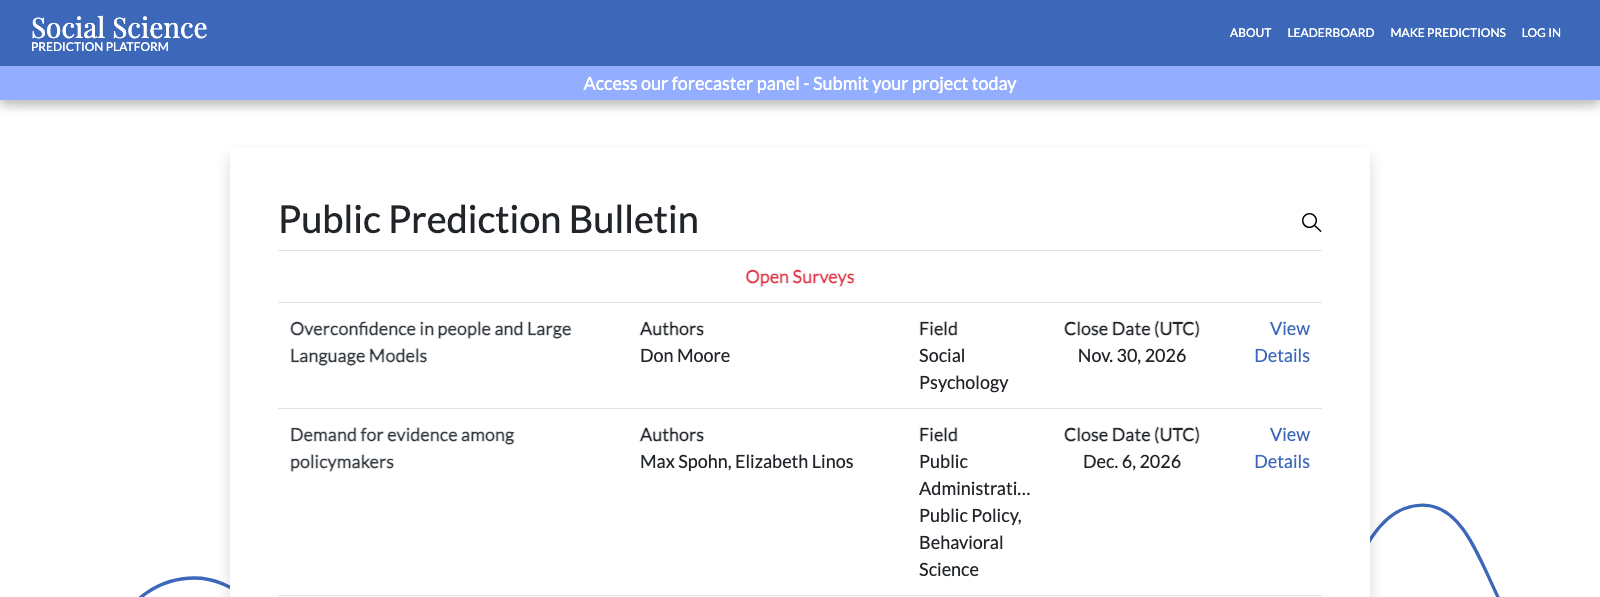 Social Science
PREDICTION PLATFORM
ABOUT LEADERBOARD MAKE PREDICTIONS LOG IN
Access our forecaster panel - Submit your project today
Public Prediction Bulletin
Open Surveys
Overconfidence in people and Large
Language Models
Authors
Don Moore
Field
Social
Psychology
Close Date (UTC)
Nov. 30, 2026
View
Details
Demand for evidence among
policymakers
Authors
Max Spohn, Elizabeth Linos
Field
Public
Administrati...
Public Policy,
Behavioral
Science
Close Date (UTC)
Dec. 6, 2026
View
Details